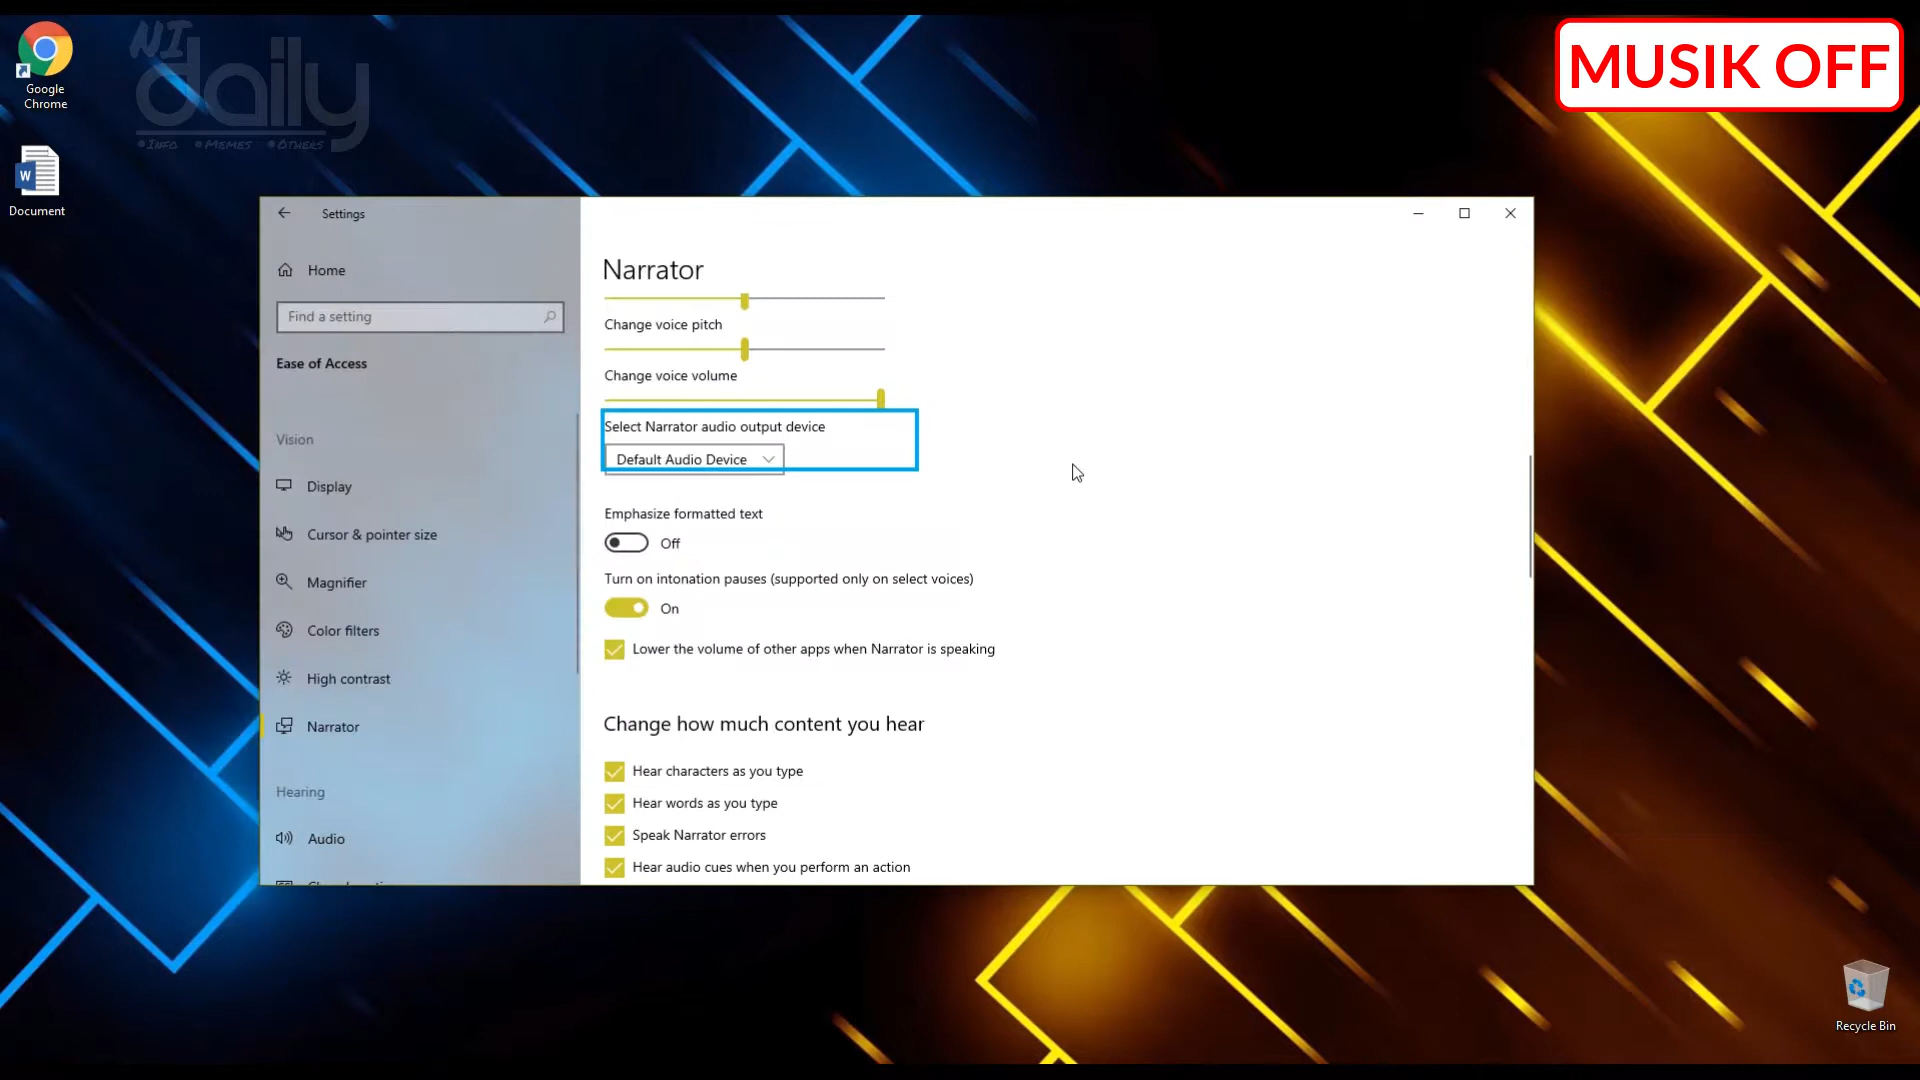 Google
Chrome
NI
daily
•Info •Memes •Others
MUSIK OFF
Document
Settings
Home
Find a setting
Ease of Access
Vision
Display
Cursor & pointer size
Magnifier
Color filters
High contrast
Narrator
Hearing
Audio
Narrator
Change voice pitch
Change voice volume
Select Narrator audio output device
Default Audio Device
Emphasize formatted text
Off
Turn on intonation pauses (supported only on select voices)
On
Lower the volume of other apps when Narrator is speaking
Change how much content you hear
Hear characters as you type
Hear words as you type
Speak Narrator errors
Hear audio cues when you perform an action
Recycle Bin